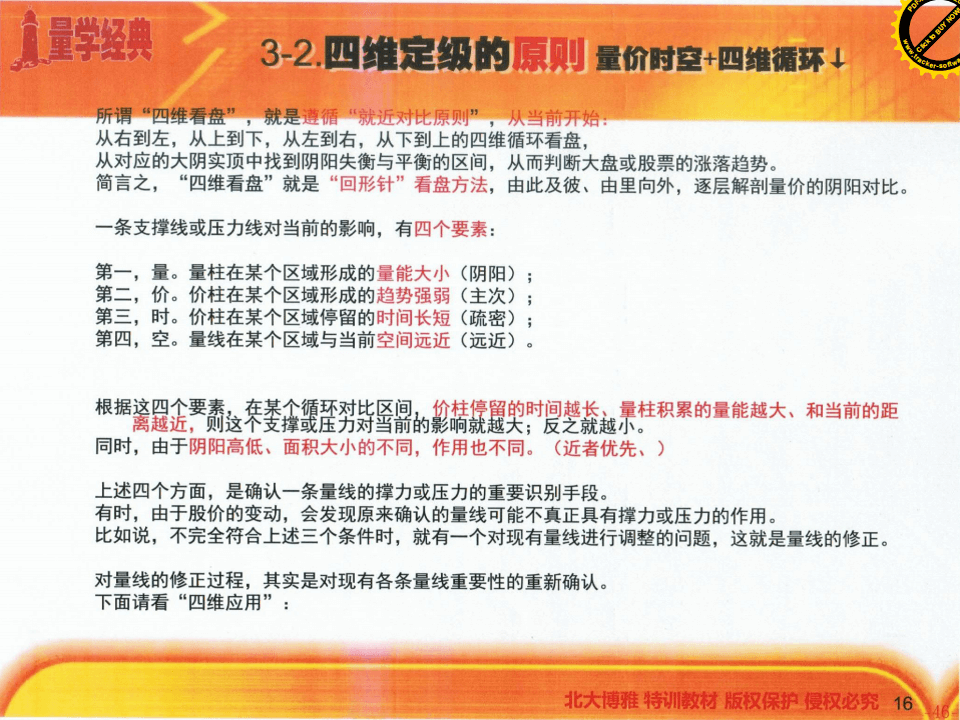 量学经典
3-2.四维定级的原则 量价时空+四维循环↓
PDF-
Click to BUY NOW!
www.tracker-softwa
所谓“四维看盘”，就是遵循“就近对比原则”，从当前开始：
从右到左，从上到下，从左到右，从下到上的四维循环看盘，
从对应的大阴实顶中找到阴阳失衡与平衡的区间，从而判断大盘或股票的涨落趋势。
简言之，“四维看盘”就是“回形针”看盘方法，由此及彼、由里向外，逐层解剖量价的阴阳对比。
一条支撑线或压力线对当前的影响，有四个要素：
第一，量。量柱在某个区域形成的量能大小（阴阳）；
第二，价。价柱在某个区域形成的趋势强弱（主次）；
第三，时。价柱在某个区域停留的时间长短（疏密）；
第四，空。量线在某个区域与当前空间远近（远近）。
根据这四个要素，在某个循环对比区间，价柱停留的时间越长、量柱积累的量能越大、和当前的距
离越近，则这个支撑或压力对当前的影响就越大；反之就越小。
同时，由于阴阳高低、面积大小的不同，作用也不同。（近者优先、）
上述四个方面，是确认一条量线的撑力或压力的重要识别手段。
有时，由于股价的变动，会发现原来确认的量线可能不真正具有撑力或压力的作用。
比如说，不完全符合上述三个条件时，就有一个对现有量线进行调整的问题，这就是量线的修正。
对量线的修正过程，其实是对现有各条量线重要性的重新确认。
下面请看“四维应用”：
北大博雅 特训教材 版权保护 侵权必究 16
-46-